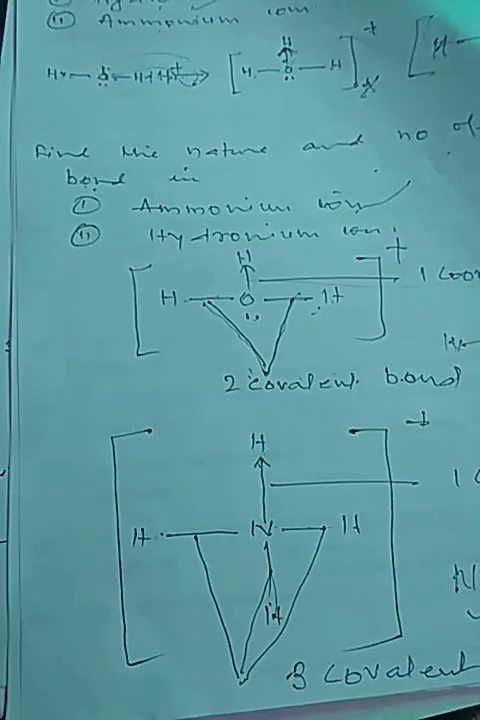 (ii) Ammonium ion
H — O — H + H⁺ → [ H — O — H ]⁺ [ H —
H
Find the nature and no of
bond in
(i) Ammonium ion
(ii) Hydronium ion
H
[ H — O — H ]⁺ 1 Coor
2 covalent bond
H
[ H — N — H ]⁺ 1 C
H
N
3 Covalent